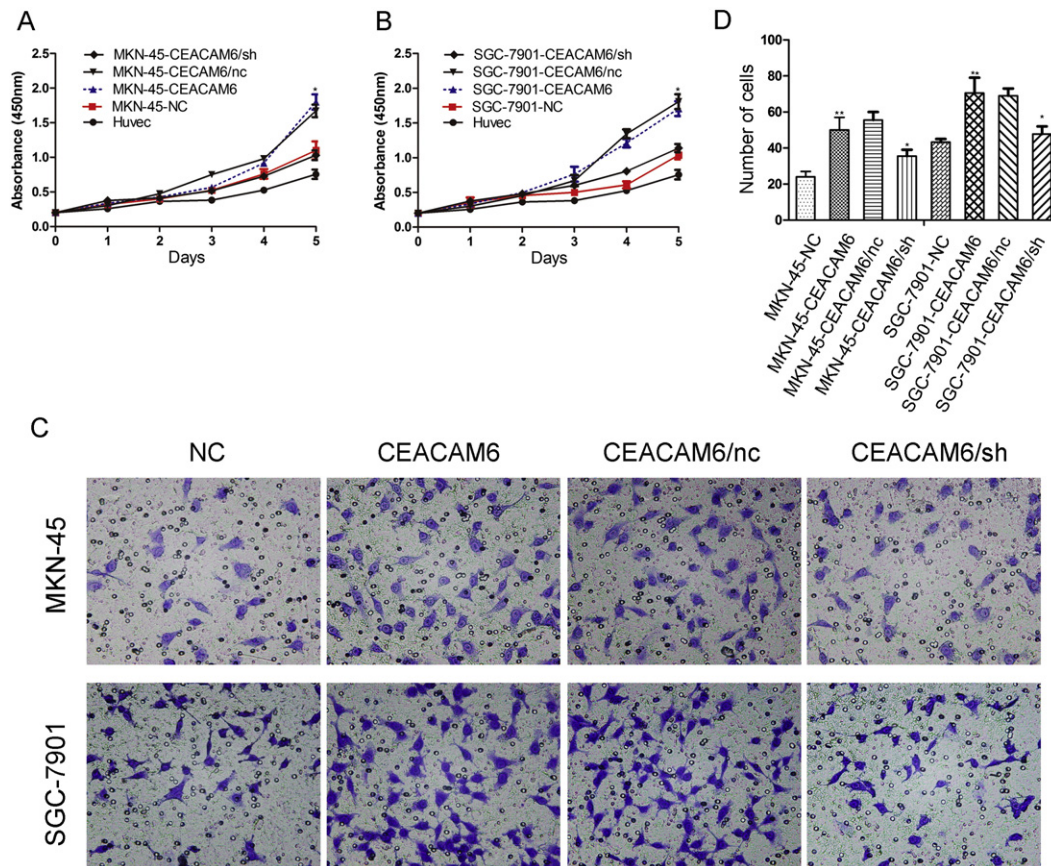 A
MKN-45-CEACAM6/sh
MKN-45-CECAM6/nc
MKN-45-CEACAM6
MKN-45-NC
Huvec
Absorbance (450nm)
2.5
2.0
1.5
1.0
0.5
0.0
*
0 1 2 3 4 5
Days
B
SGC-7901-CEACAM6/sh
SGC-7901-CECAM6/nc
SGC-7901-CEACAM6
SGC-7901-NC
Huvec
Absorbance (450nm)
2.5
2.0
1.5
1.0
0.5
0.0
*
0 1 2 3 4 5
Days
D
Number of cells
100
80
60
40
20
0
** * ** *
MKN-45-NC
MKN-45-CEACAM6
MKN-45-CEACAM6/nc
MKN-45-CEACAM6/sh
SGC-7901-NC
SGC-7901-CEACAM6
SGC-7901-CEACAM6/nc
SGC-7901-CEACAM6/sh
C
NC CEACAM6 CEACAM6/nc CEACAM6/sh
MKN-45
SGC-7901